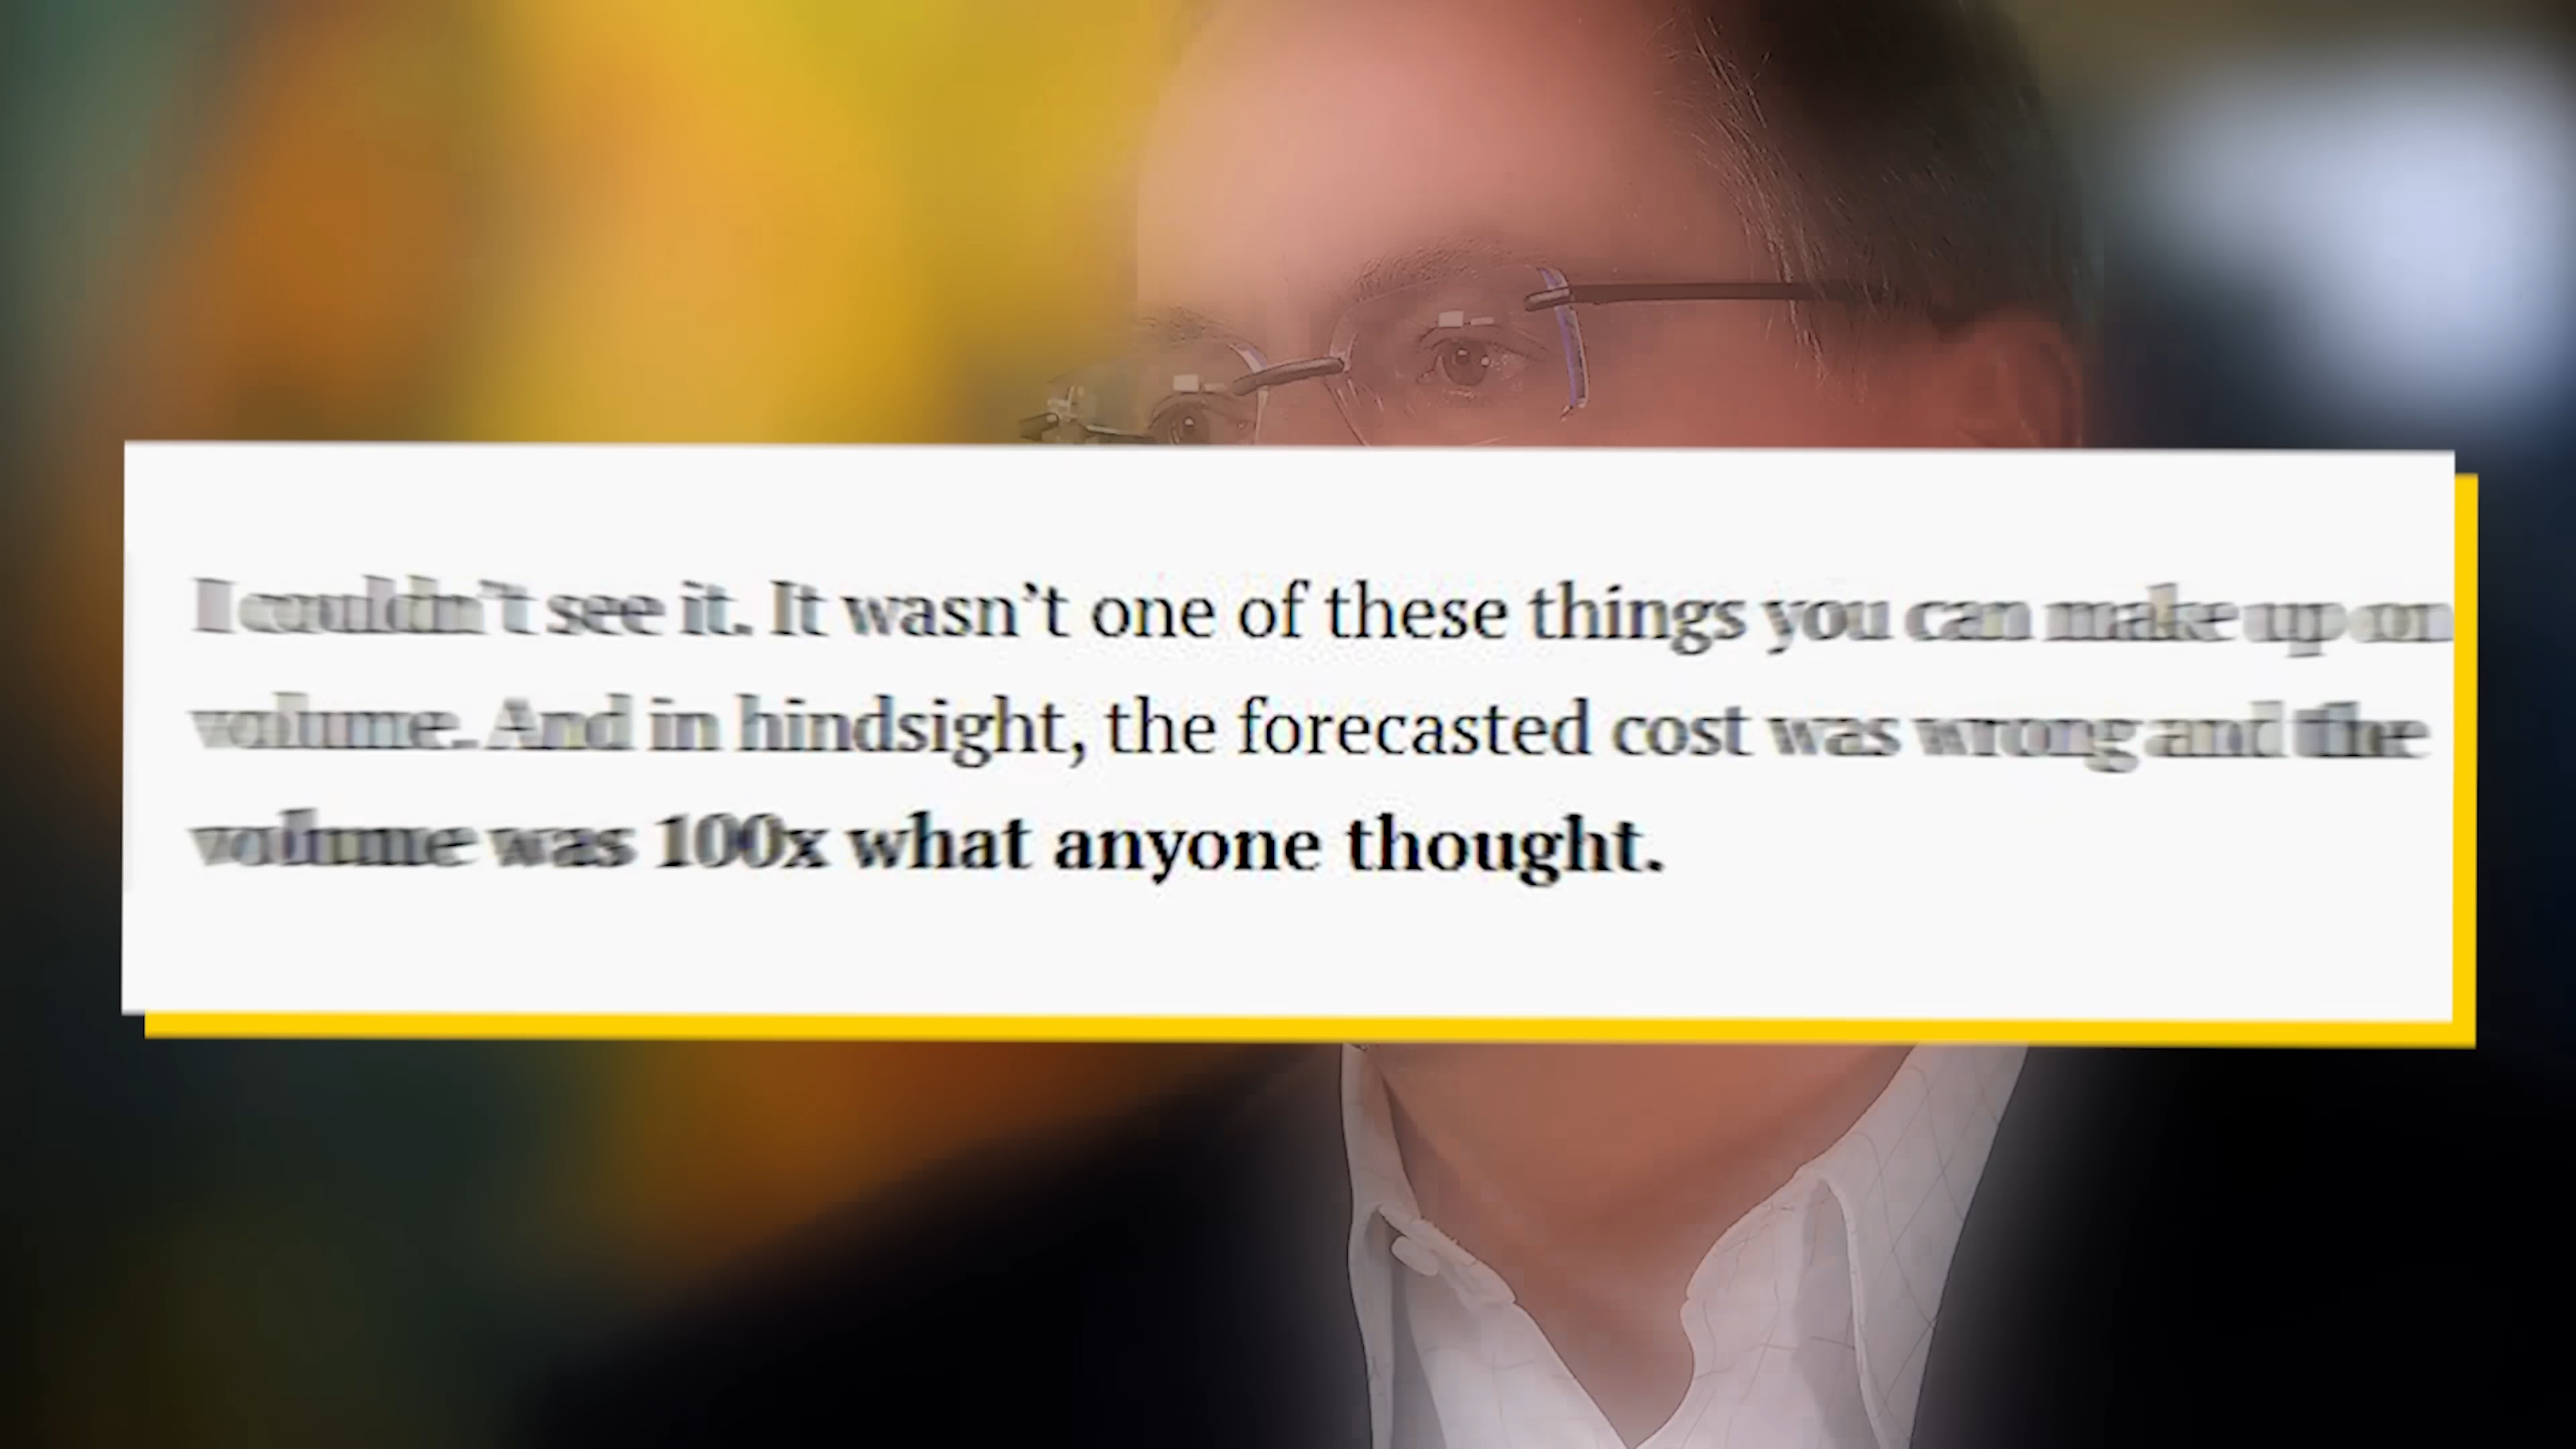 I couldn’t see it. It wasn’t one of these things you can make up on
volume. And in hindsight, the forecasted cost was wrong and the
volume was 100x what anyone thought.